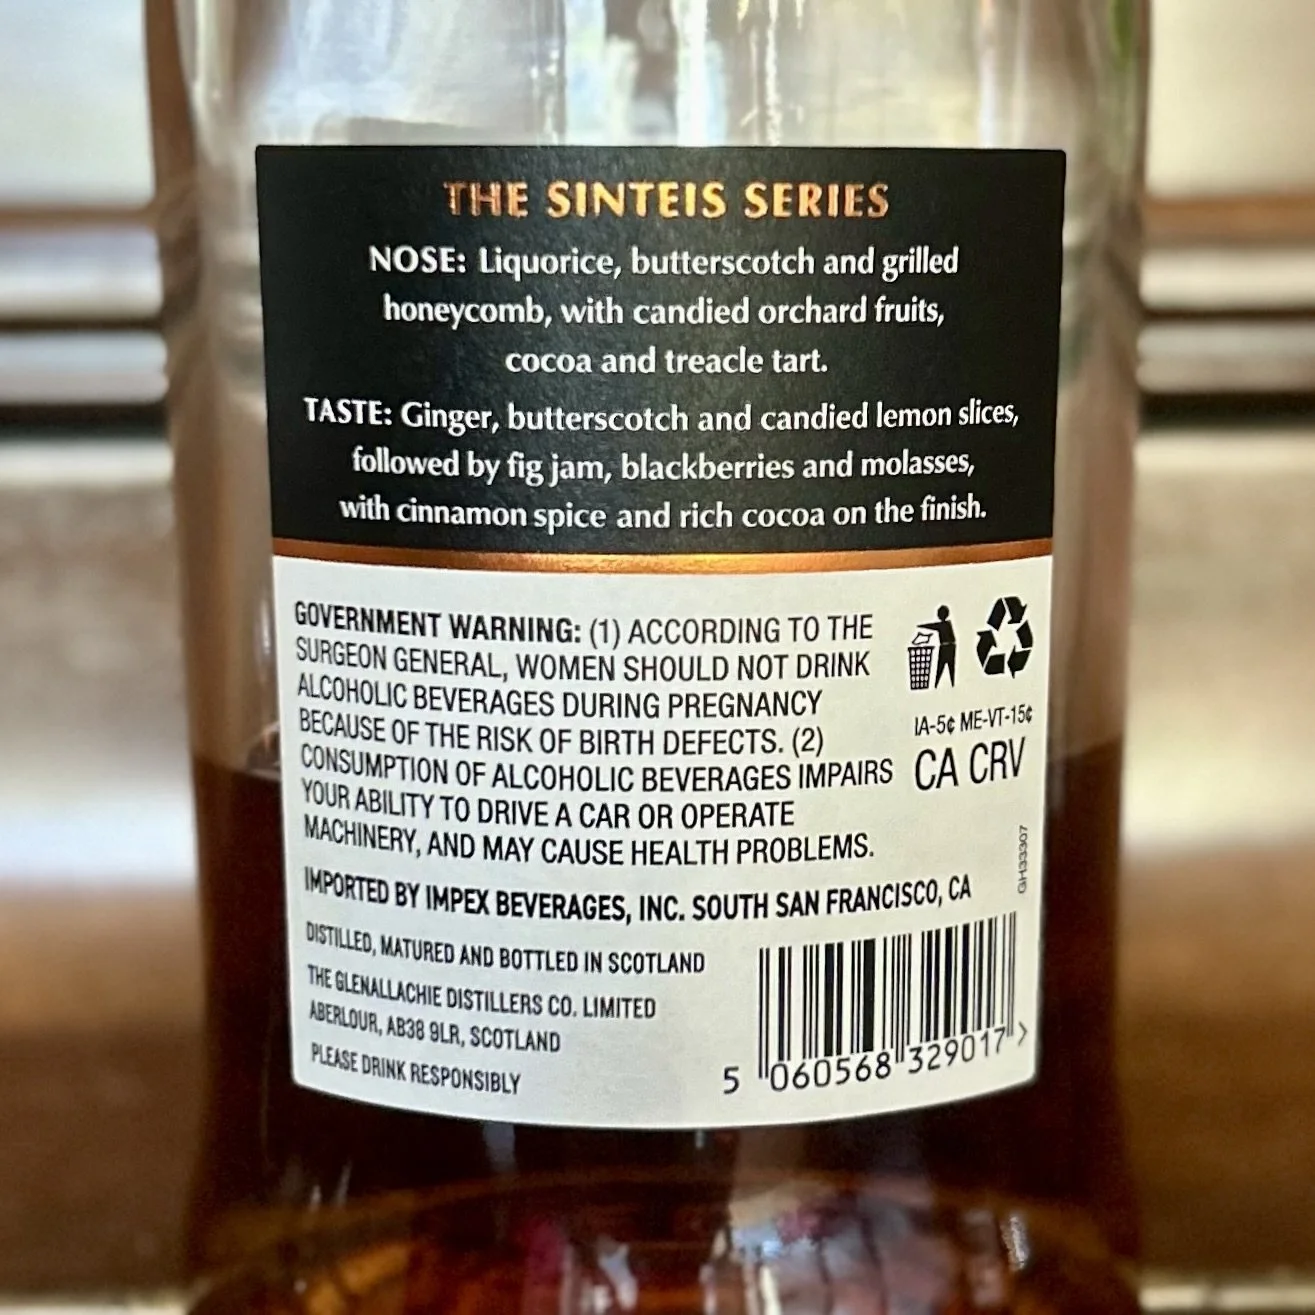 THE SINTEIS SERIES
NOSE: Liquorice, butterscotch and grilled
honeycomb, with candied orchard fruits,
cocoa and treacle tart.
TASTE: Ginger, butterscotch and candied lemon slices,
followed by fig jam, blackberries and molasses,
with cinnamon spice and rich cocoa on the finish.
GOVERNMENT WARNING: (1) ACCORDING TO THE
SURGEON GENERAL, WOMEN SHOULD NOT DRINK
ALCOHOLIC BEVERAGES DURING PREGNANCY
BECAUSE OF THE RISK OF BIRTH DEFECTS. (2)
CONSUMPTION OF ALCOHOLIC BEVERAGES IMPAIRS
YOUR ABILITY TO DRIVE A CAR OR OPERATE
MACHINERY, AND MAY CAUSE HEALTH PROBLEMS.
IA-5¢ ME-VT-15¢
CA CRV
GH33307
IMPORTED BY IMPEX BEVERAGES, INC. SOUTH SAN FRANCISCO, CA
DISTILLED, MATURED AND BOTTLED IN SCOTLAND
THE GLENALLACHIE DISTILLERS CO. LIMITED
ABERLOUR, AB38 9LR, SCOTLAND
PLEASE DRINK RESPONSIBLY
5 060568 329017 >